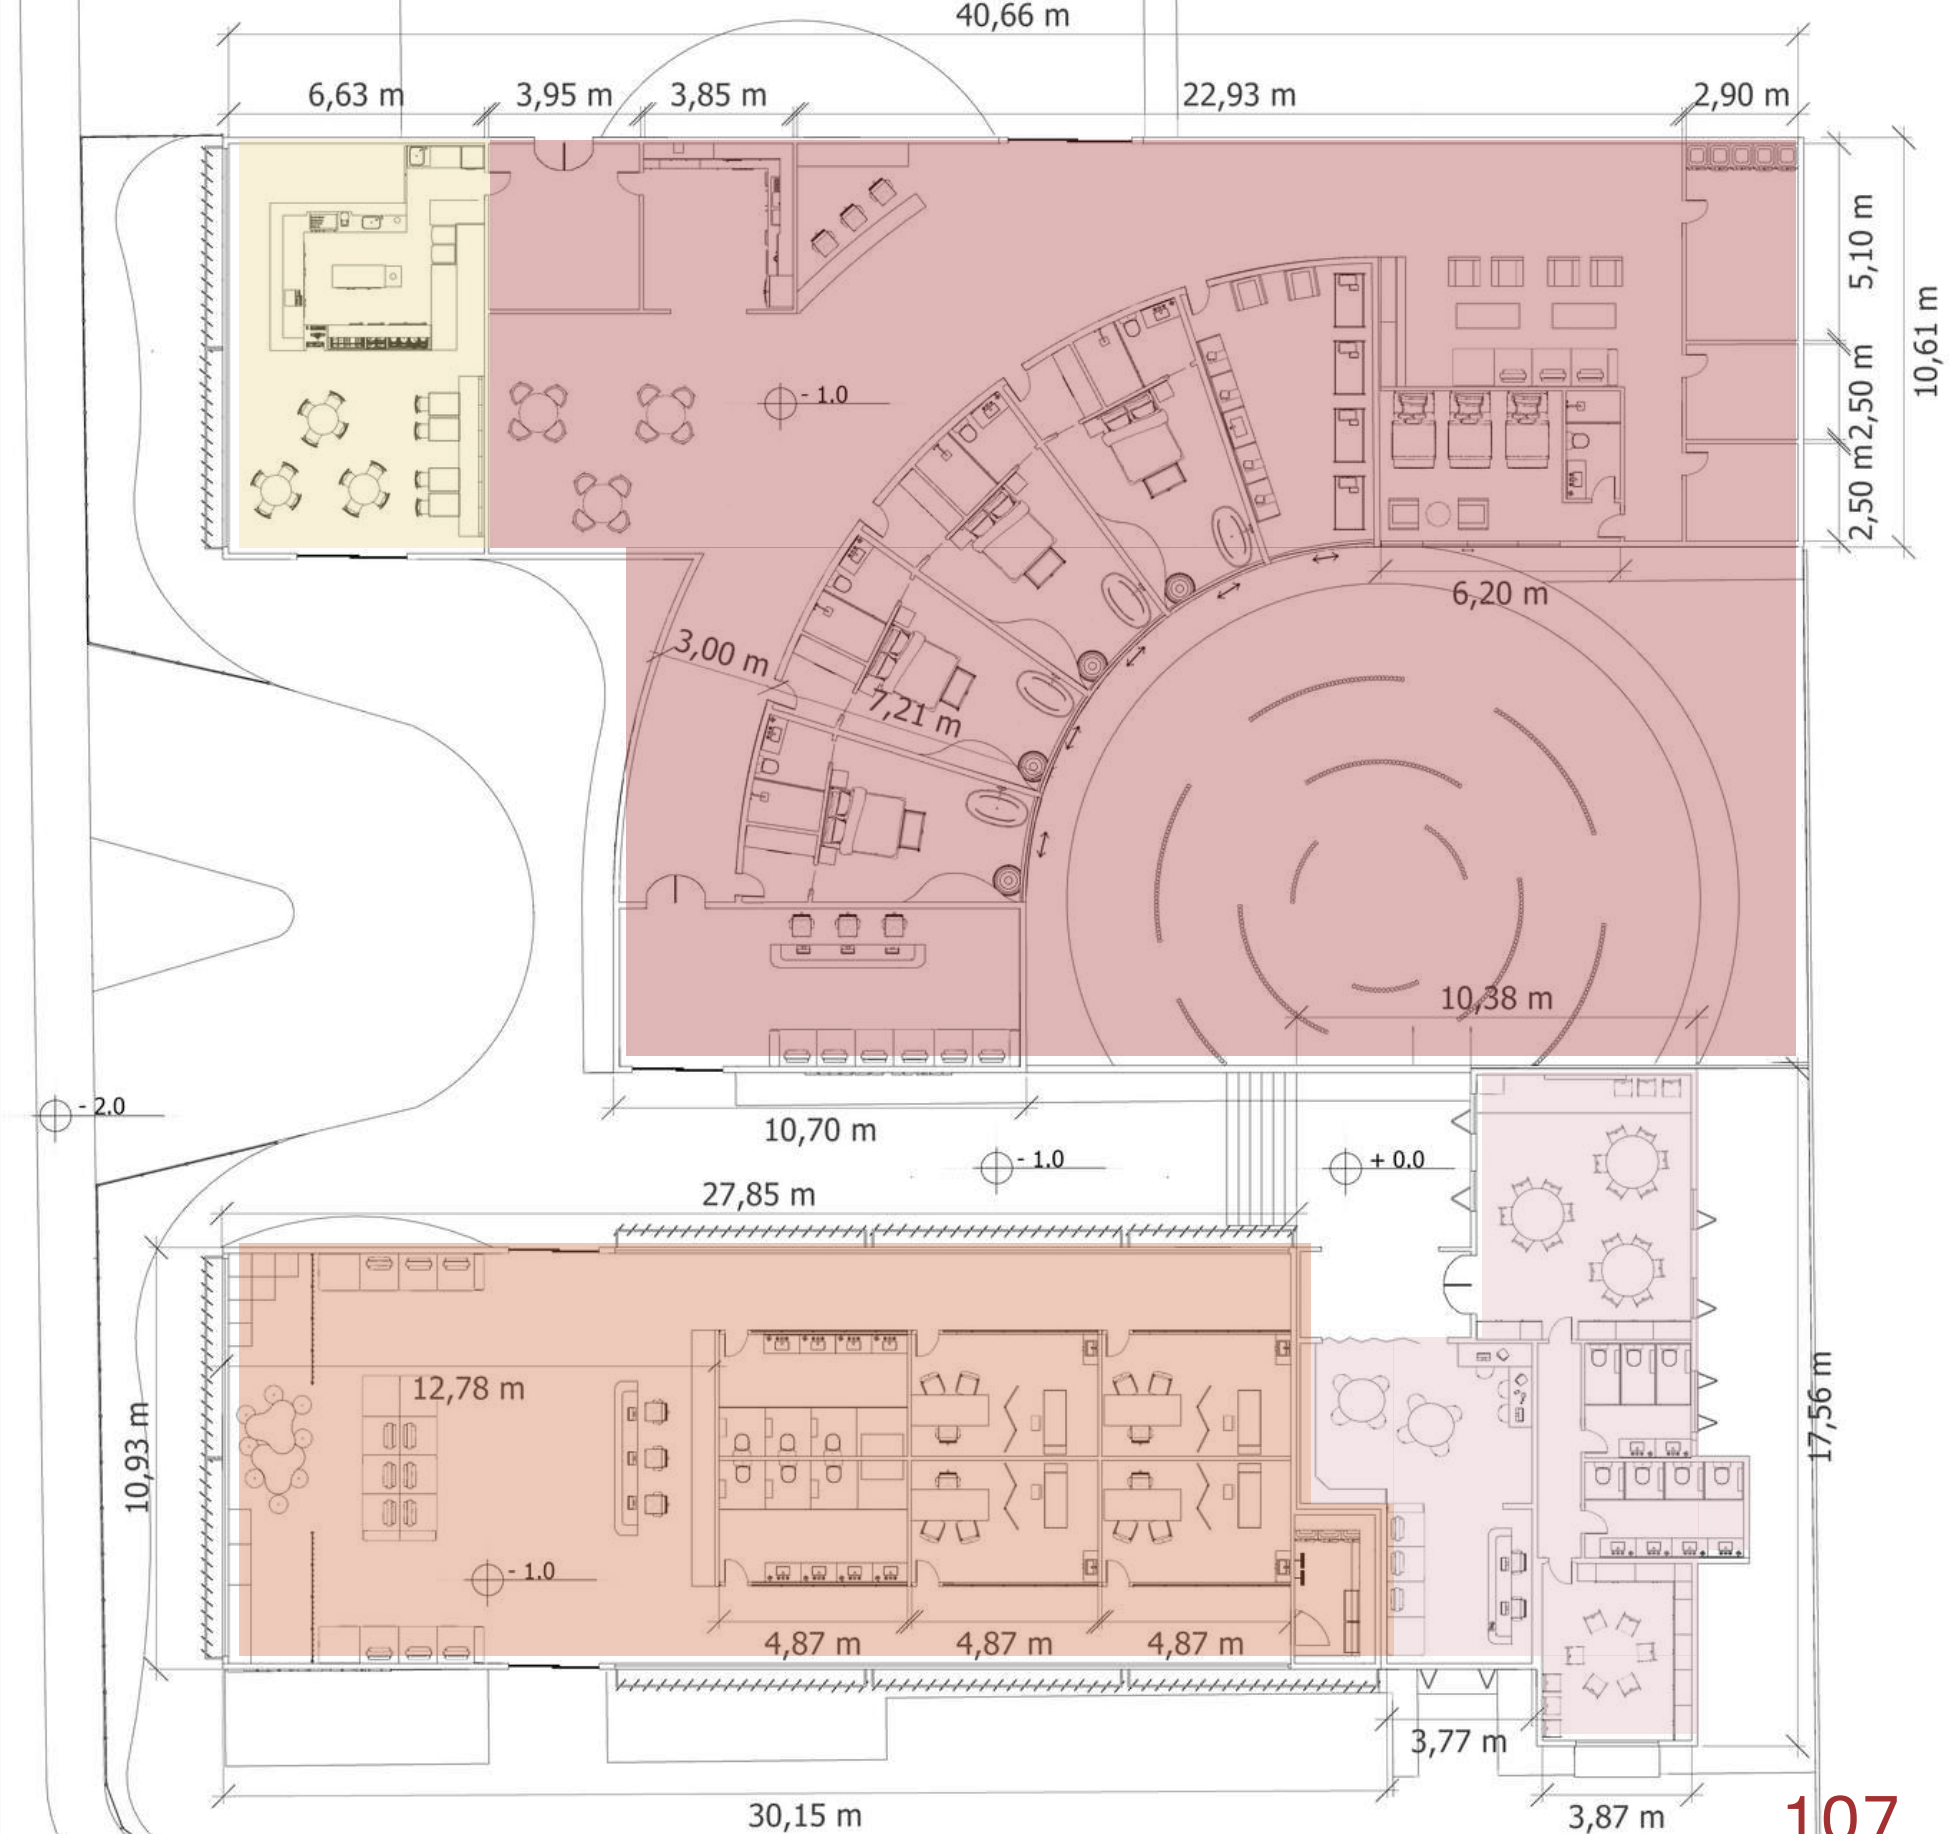 40,66 m
6,63 m
3,95 m
3,85 m
22,93 m
2,90 m
5,10 m
10,61 m
2,50 m
2,50 m
- 1.0
6,20 m
3,00 m
7,21 m
10,38 m
- 2.0
10,70 m
- 1.0
+ 0.0
27,85 m
12,78 m
10,93 m
17,56 m
- 1.0
4,87 m
4,87 m
4,87 m
3,77 m
30,15 m
3,87 m
107